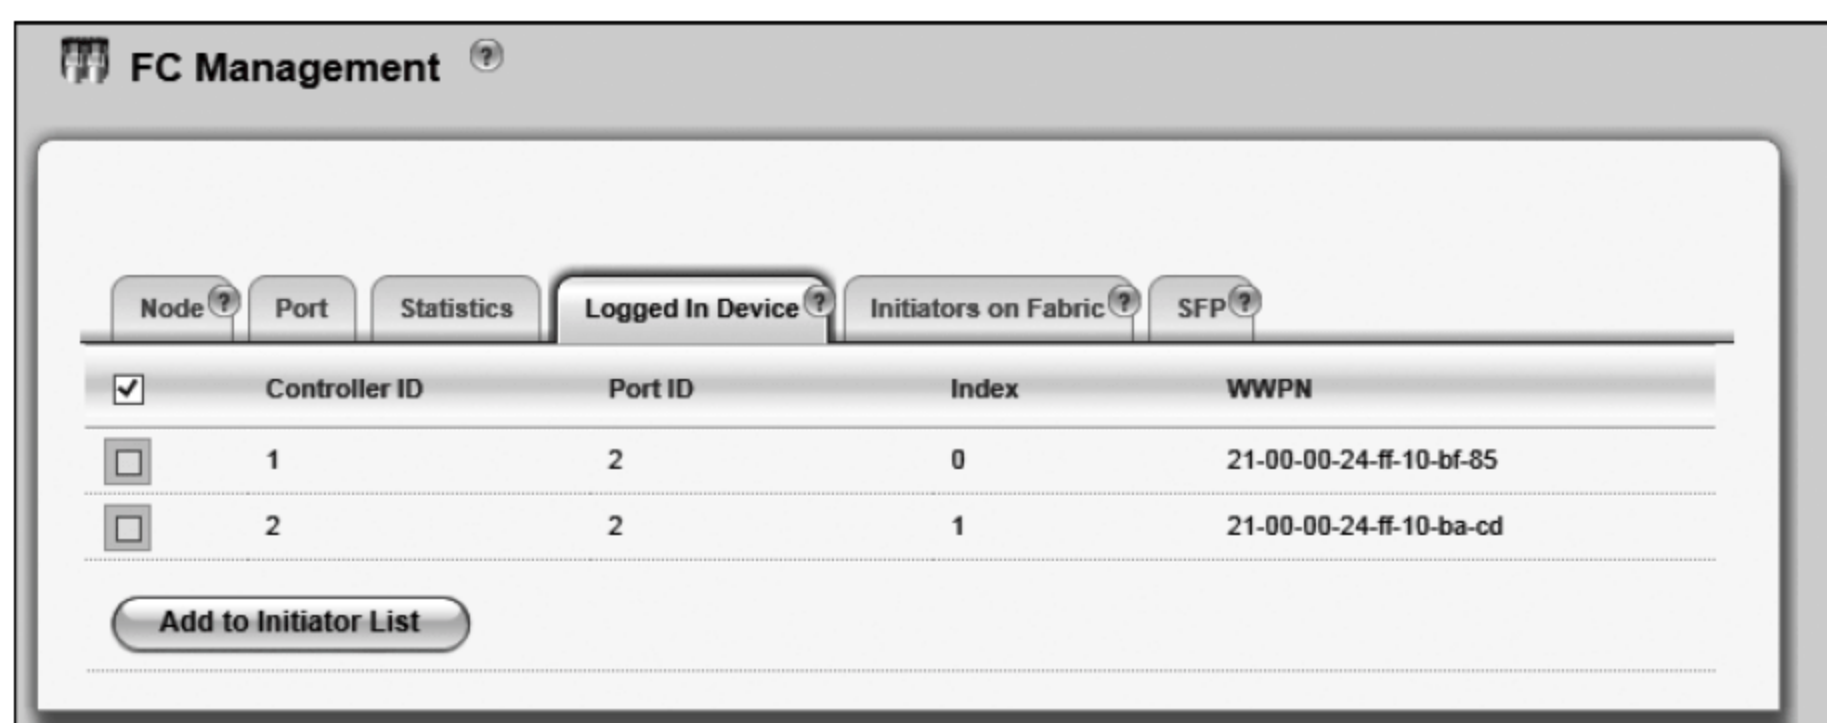 FC Management ?
Node ? Port Statistics Logged In Device ? Initiators on Fabric ? SFP ?
Controller ID Port ID Index WWPN
1 2 0 21-00-00-24-ff-10-bf-85
2 2 1 21-00-00-24-ff-10-ba-cd
Add to Initiator List